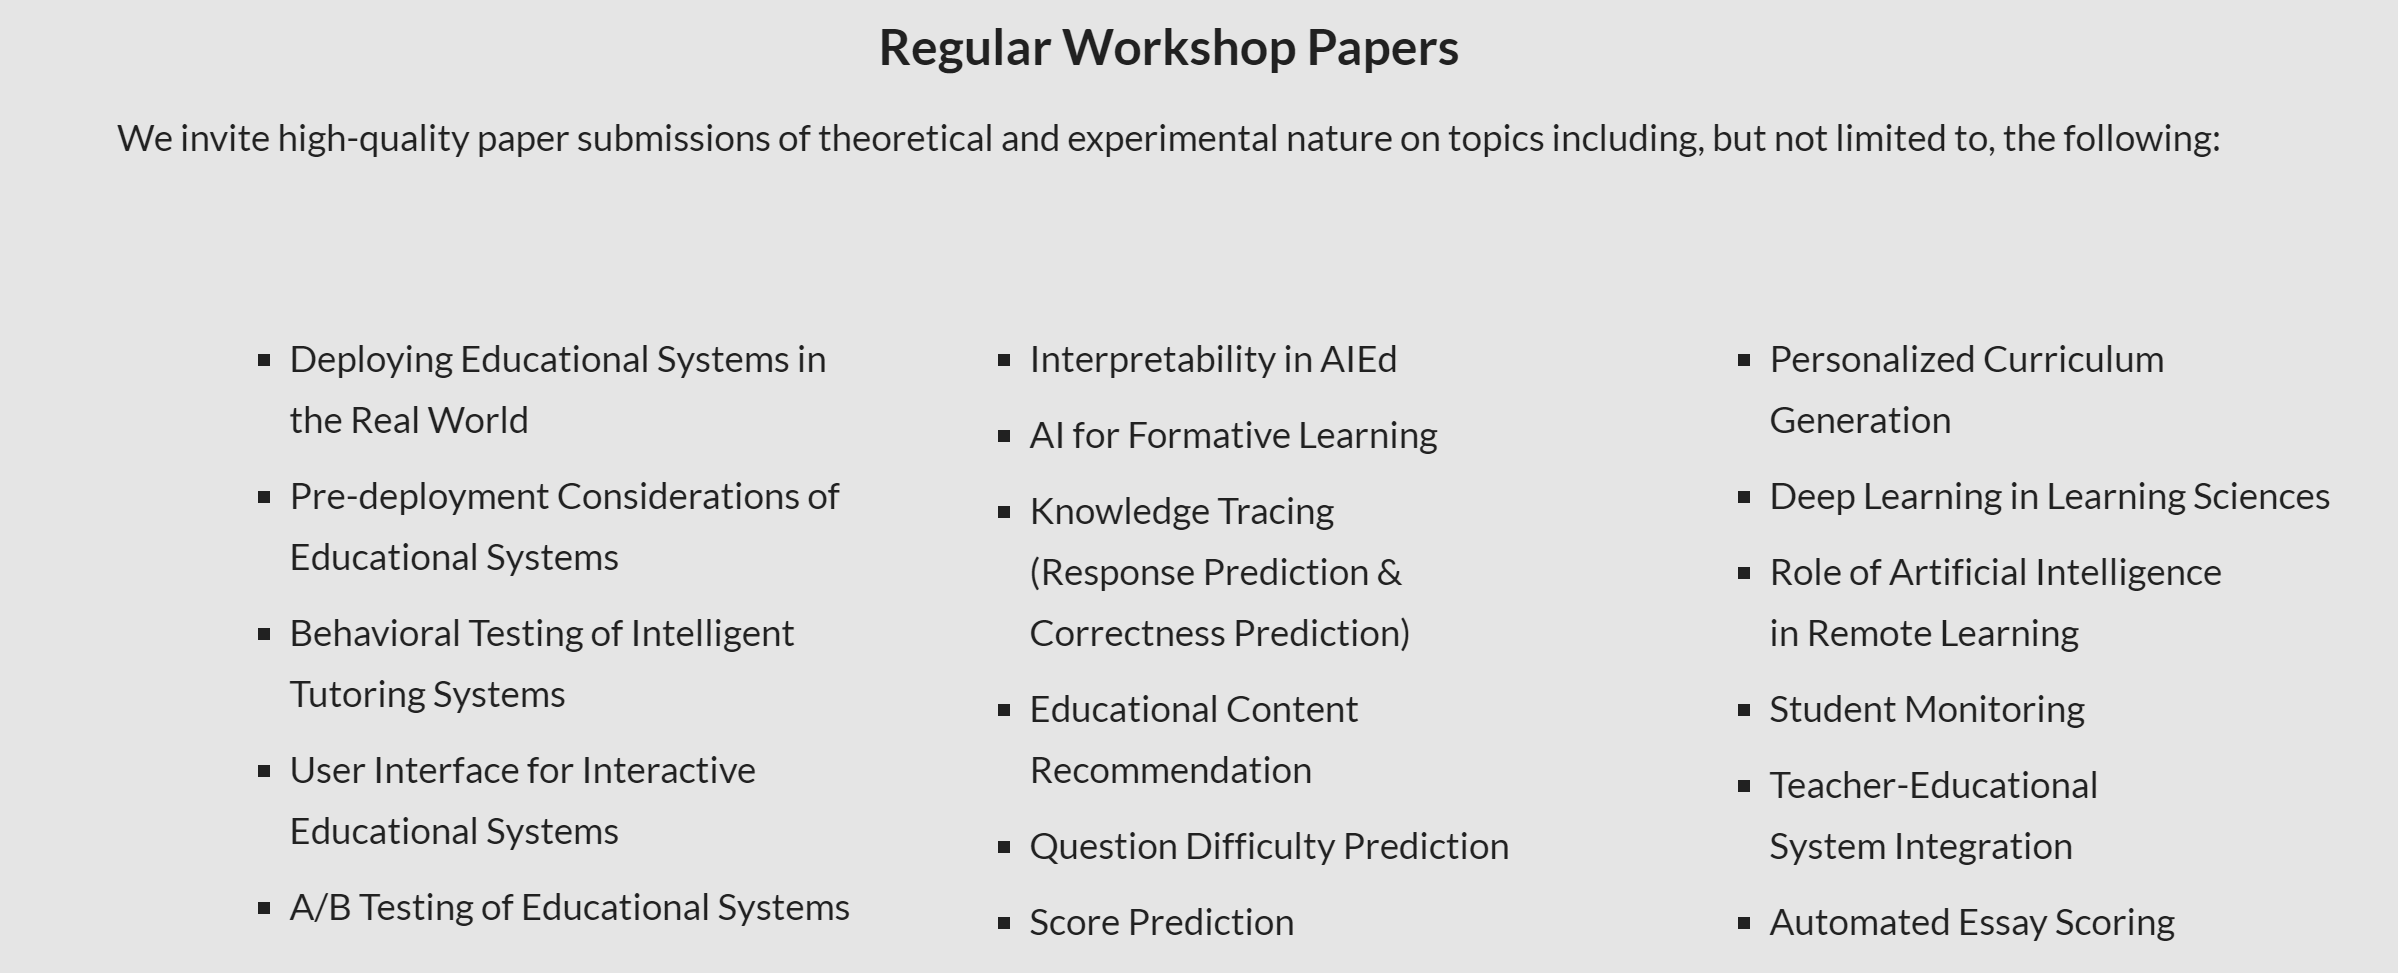 Regular Workshop Papers
We invite high-quality paper submissions of theoretical and experimental nature on topics including, but not limited to, the following:
Deploying Educational Systems in
the Real World
Pre-deployment Considerations of
Educational Systems
Behavioral Testing of Intelligent
Tutoring Systems
User Interface for Interactive
Educational Systems
A/B Testing of Educational Systems
Interpretability in AIEd
AI for Formative Learning
Knowledge Tracing
(Response Prediction &
Correctness Prediction)
Educational Content
Recommendation
Question Difficulty Prediction
Score Prediction
Personalized Curriculum
Generation
Deep Learning in Learning Sciences
Role of Artificial Intelligence
in Remote Learning
Student Monitoring
Teacher-Educational
System Integration
Automated Essay Scoring